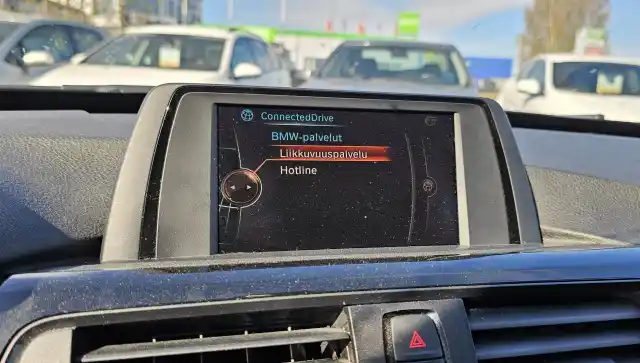 ConnectedDrive
BMW-palvelut
Liikkuvuuspalvelu
Hotline